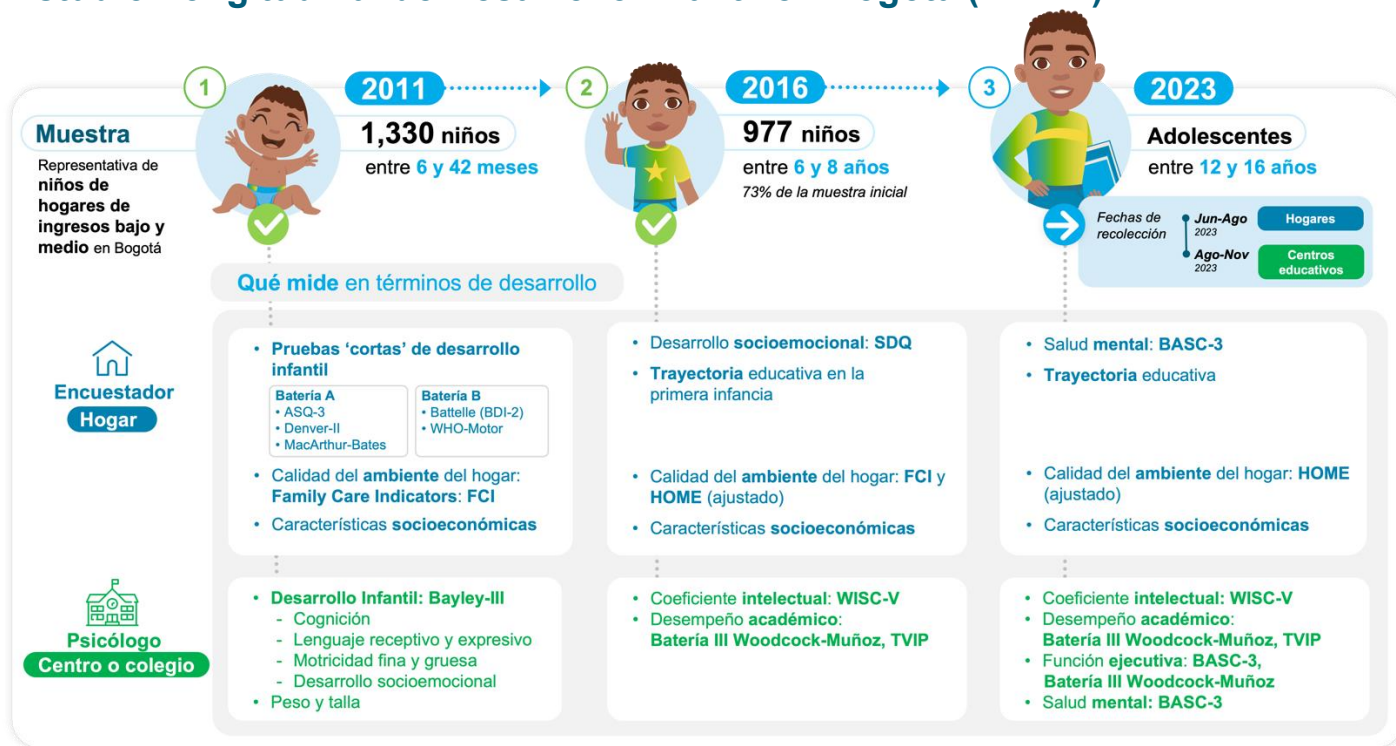 1
2011
2
2016
3
2023
Muestra
Representativa de
niños de
hogares de
ingresos bajo y
medio en Bogotá
1,330 niños
entre 6 y 42 meses
977 niños
entre 6 y 8 años
73% de la muestra inicial
Adolescentes
entre 12 y 16 años
Fechas de
recolección
Jun-Ago
2023
Hogares
Ago-Nov
2023
Centros
educativos
Qué mide en términos de desarrollo
Encuestador
Hogar
• Pruebas ‘cortas’ de desarrollo
infantil
Batería A
• ASQ-3
• Denver-II
• MacArthur-Bates
Batería B
• Battelle (BDI-2)
• WHO-Motor
• Calidad del ambiente del hogar:
Family Care Indicators: FCI
• Características socioeconómicas
• Desarrollo socioemocional: SDQ
• Trayectoria educativa en la
primera infancia
• Calidad del ambiente del hogar: FCI y
HOME (ajustado)
• Características socioeconómicas
• Salud mental: BASC-3
• Trayectoria educativa
• Calidad del ambiente del hogar: HOME
(ajustado)
• Características socioeconómicas
Psicólogo
Centro o colegio
• Desarrollo Infantil: Bayley-III
- Cognición
- Lenguaje receptivo y expresivo
- Motricidad fina y gruesa
- Desarrollo socioemocional
• Peso y talla
• Coeficiente intelectual: WISC-V
• Desempeño académico:
Batería III Woodcock-Muñoz, TVIP
• Coeficiente intelectual: WISC-V
• Desempeño académico:
Batería III Woodcock-Muñoz, TVIP
• Función ejecutiva: BASC-3,
Batería III Woodcock-Muñoz
• Salud mental: BASC-3